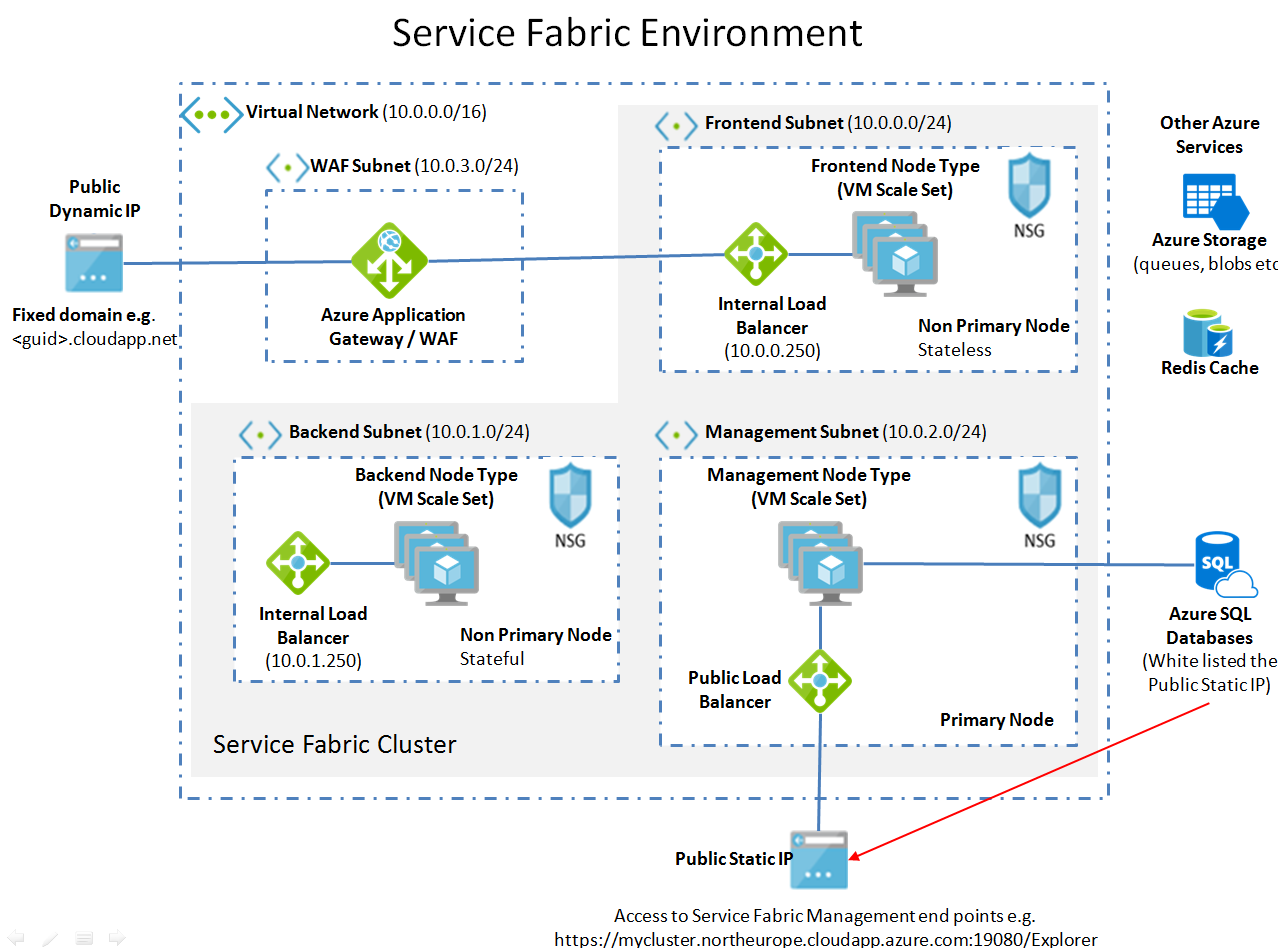 Service Fabric Environment
Virtual Network (10.0.0.0/16)
Frontend Subnet (10.0.0.0/24)
Other Azure
Services
WAF Subnet (10.0.3.0/24)
Frontend Node Type
(VM Scale Set)
NSG
Public
Dynamic IP
Azure Storage
(queues, blobs etc
Fixed domain e.g.
<guid>.cloudapp.net
Azure Application
Gateway / WAF
Internal Load
Balancer
(10.0.0.250)
Non Primary Node
Stateless
Redis Cache
Backend Subnet (10.0.1.0/24)
Management Subnet (10.0.2.0/24)
Backend Node Type
(VM Scale Set)
NSG
Management Node Type
(VM Scale Set)
NSG
SQL
Internal Load
Balancer
(10.0.1.250)
Non Primary Node
Stateful
Azure SQL
Databases
(White listed the
Public Static IP)
Public Load
Balancer
Primary Node
Service Fabric Cluster
Public Static IP
Access to Service Fabric Management end points e.g.
https://mycluster.northeurope.cloudapp.azure.com:19080/Explorer